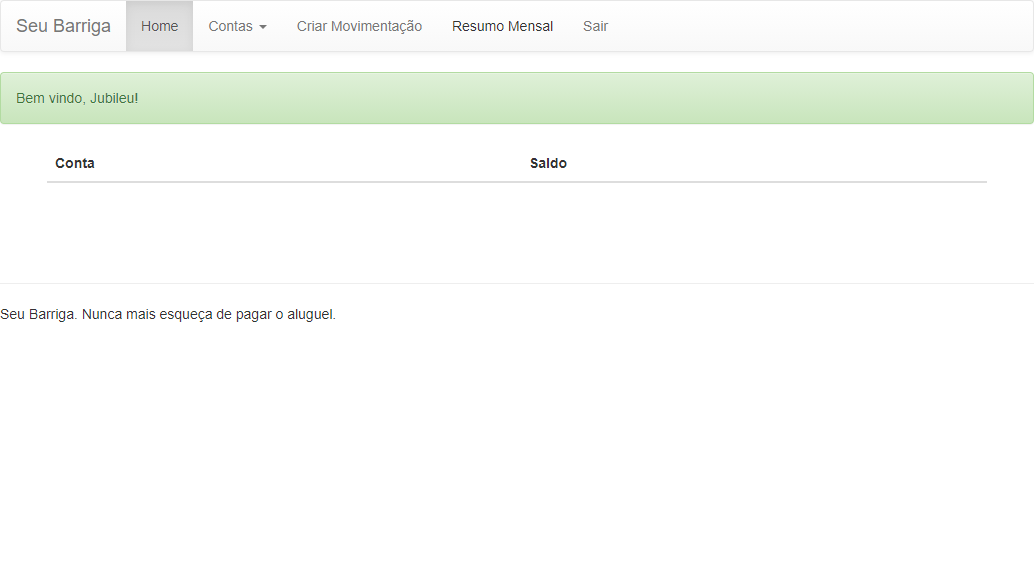 Seu Barriga Home Contas Criar Movimentação Resumo Mensal Sair
Bem vindo, Jubileu!
Conta Saldo
Seu Barriga. Nunca mais esqueça de pagar o aluguel.